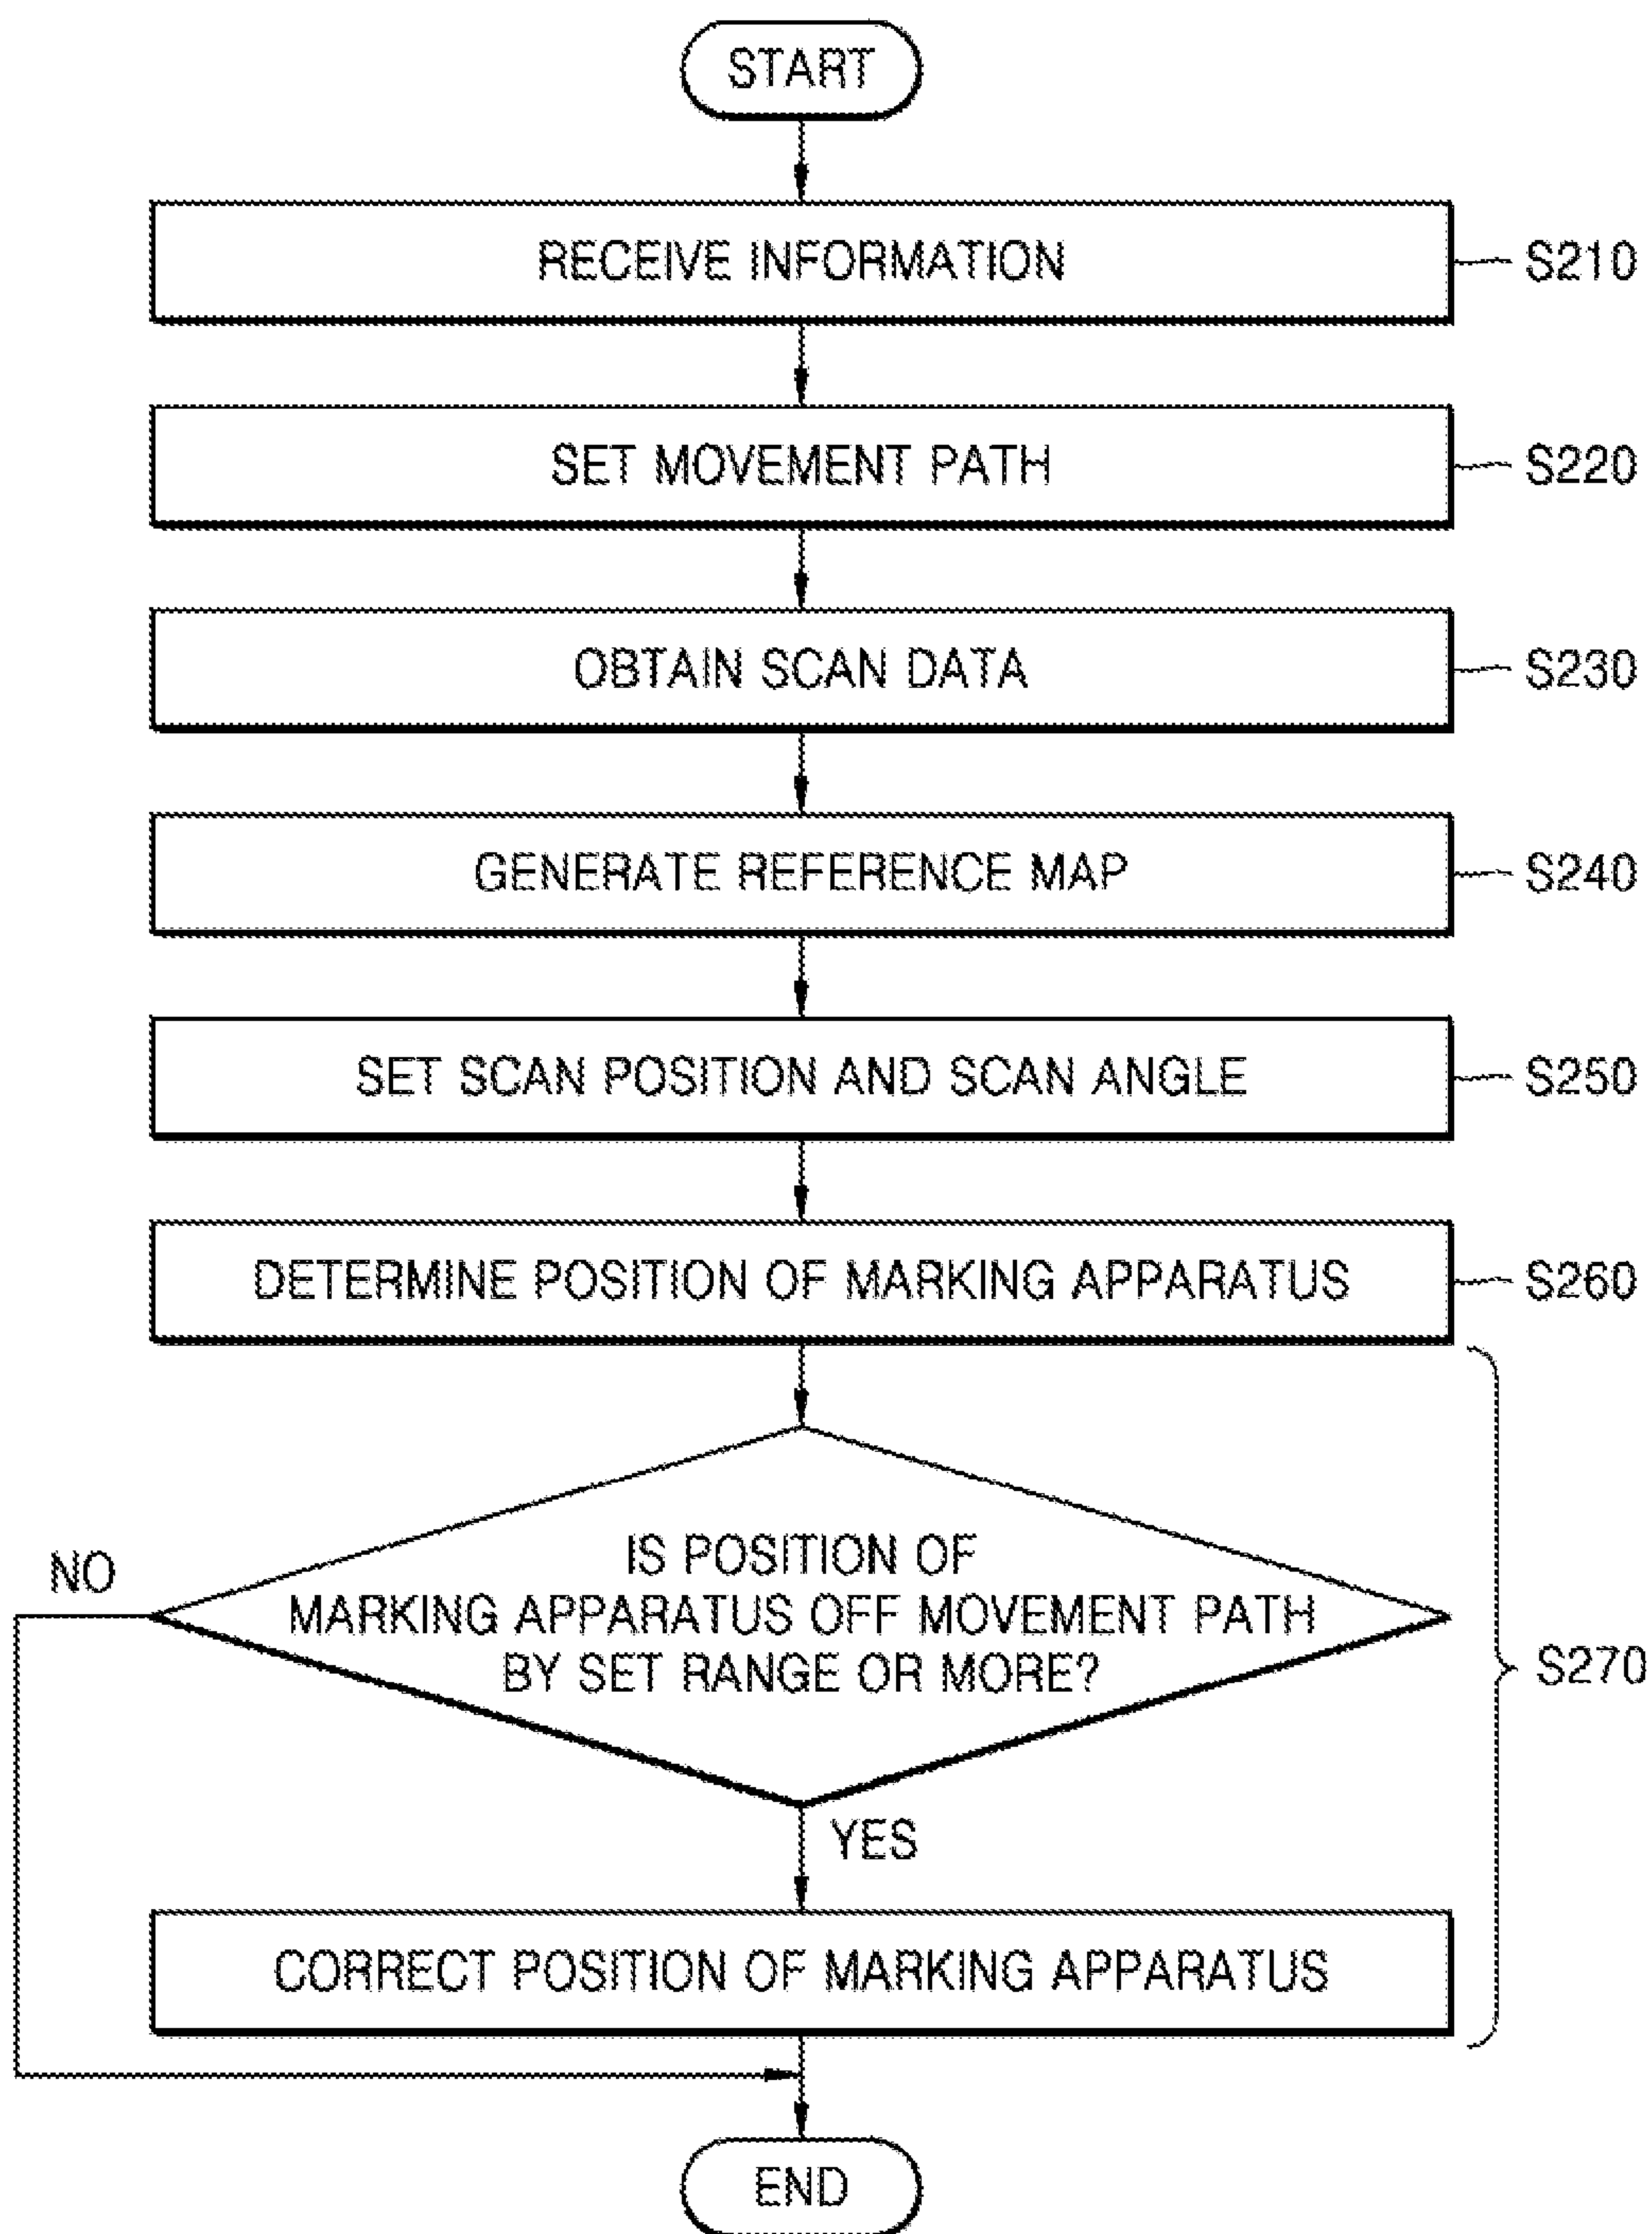 START
RECEIVE INFORMATION
S210
SET MOVEMENT PATH
S220
OBTAIN SCAN DATA
S230
GENERATE REFERENCE MAP
S240
SET SCAN POSITION AND SCAN ANGLE
S250
DETERMINE POSITION OF MARKING APPARATUS
S260
IS POSITION OF
MARKING APPARATUS OFF MOVEMENT PATH
BY SET RANGE OR MORE?
NO
S270
YES
CORRECT POSITION OF MARKING APPARATUS
END